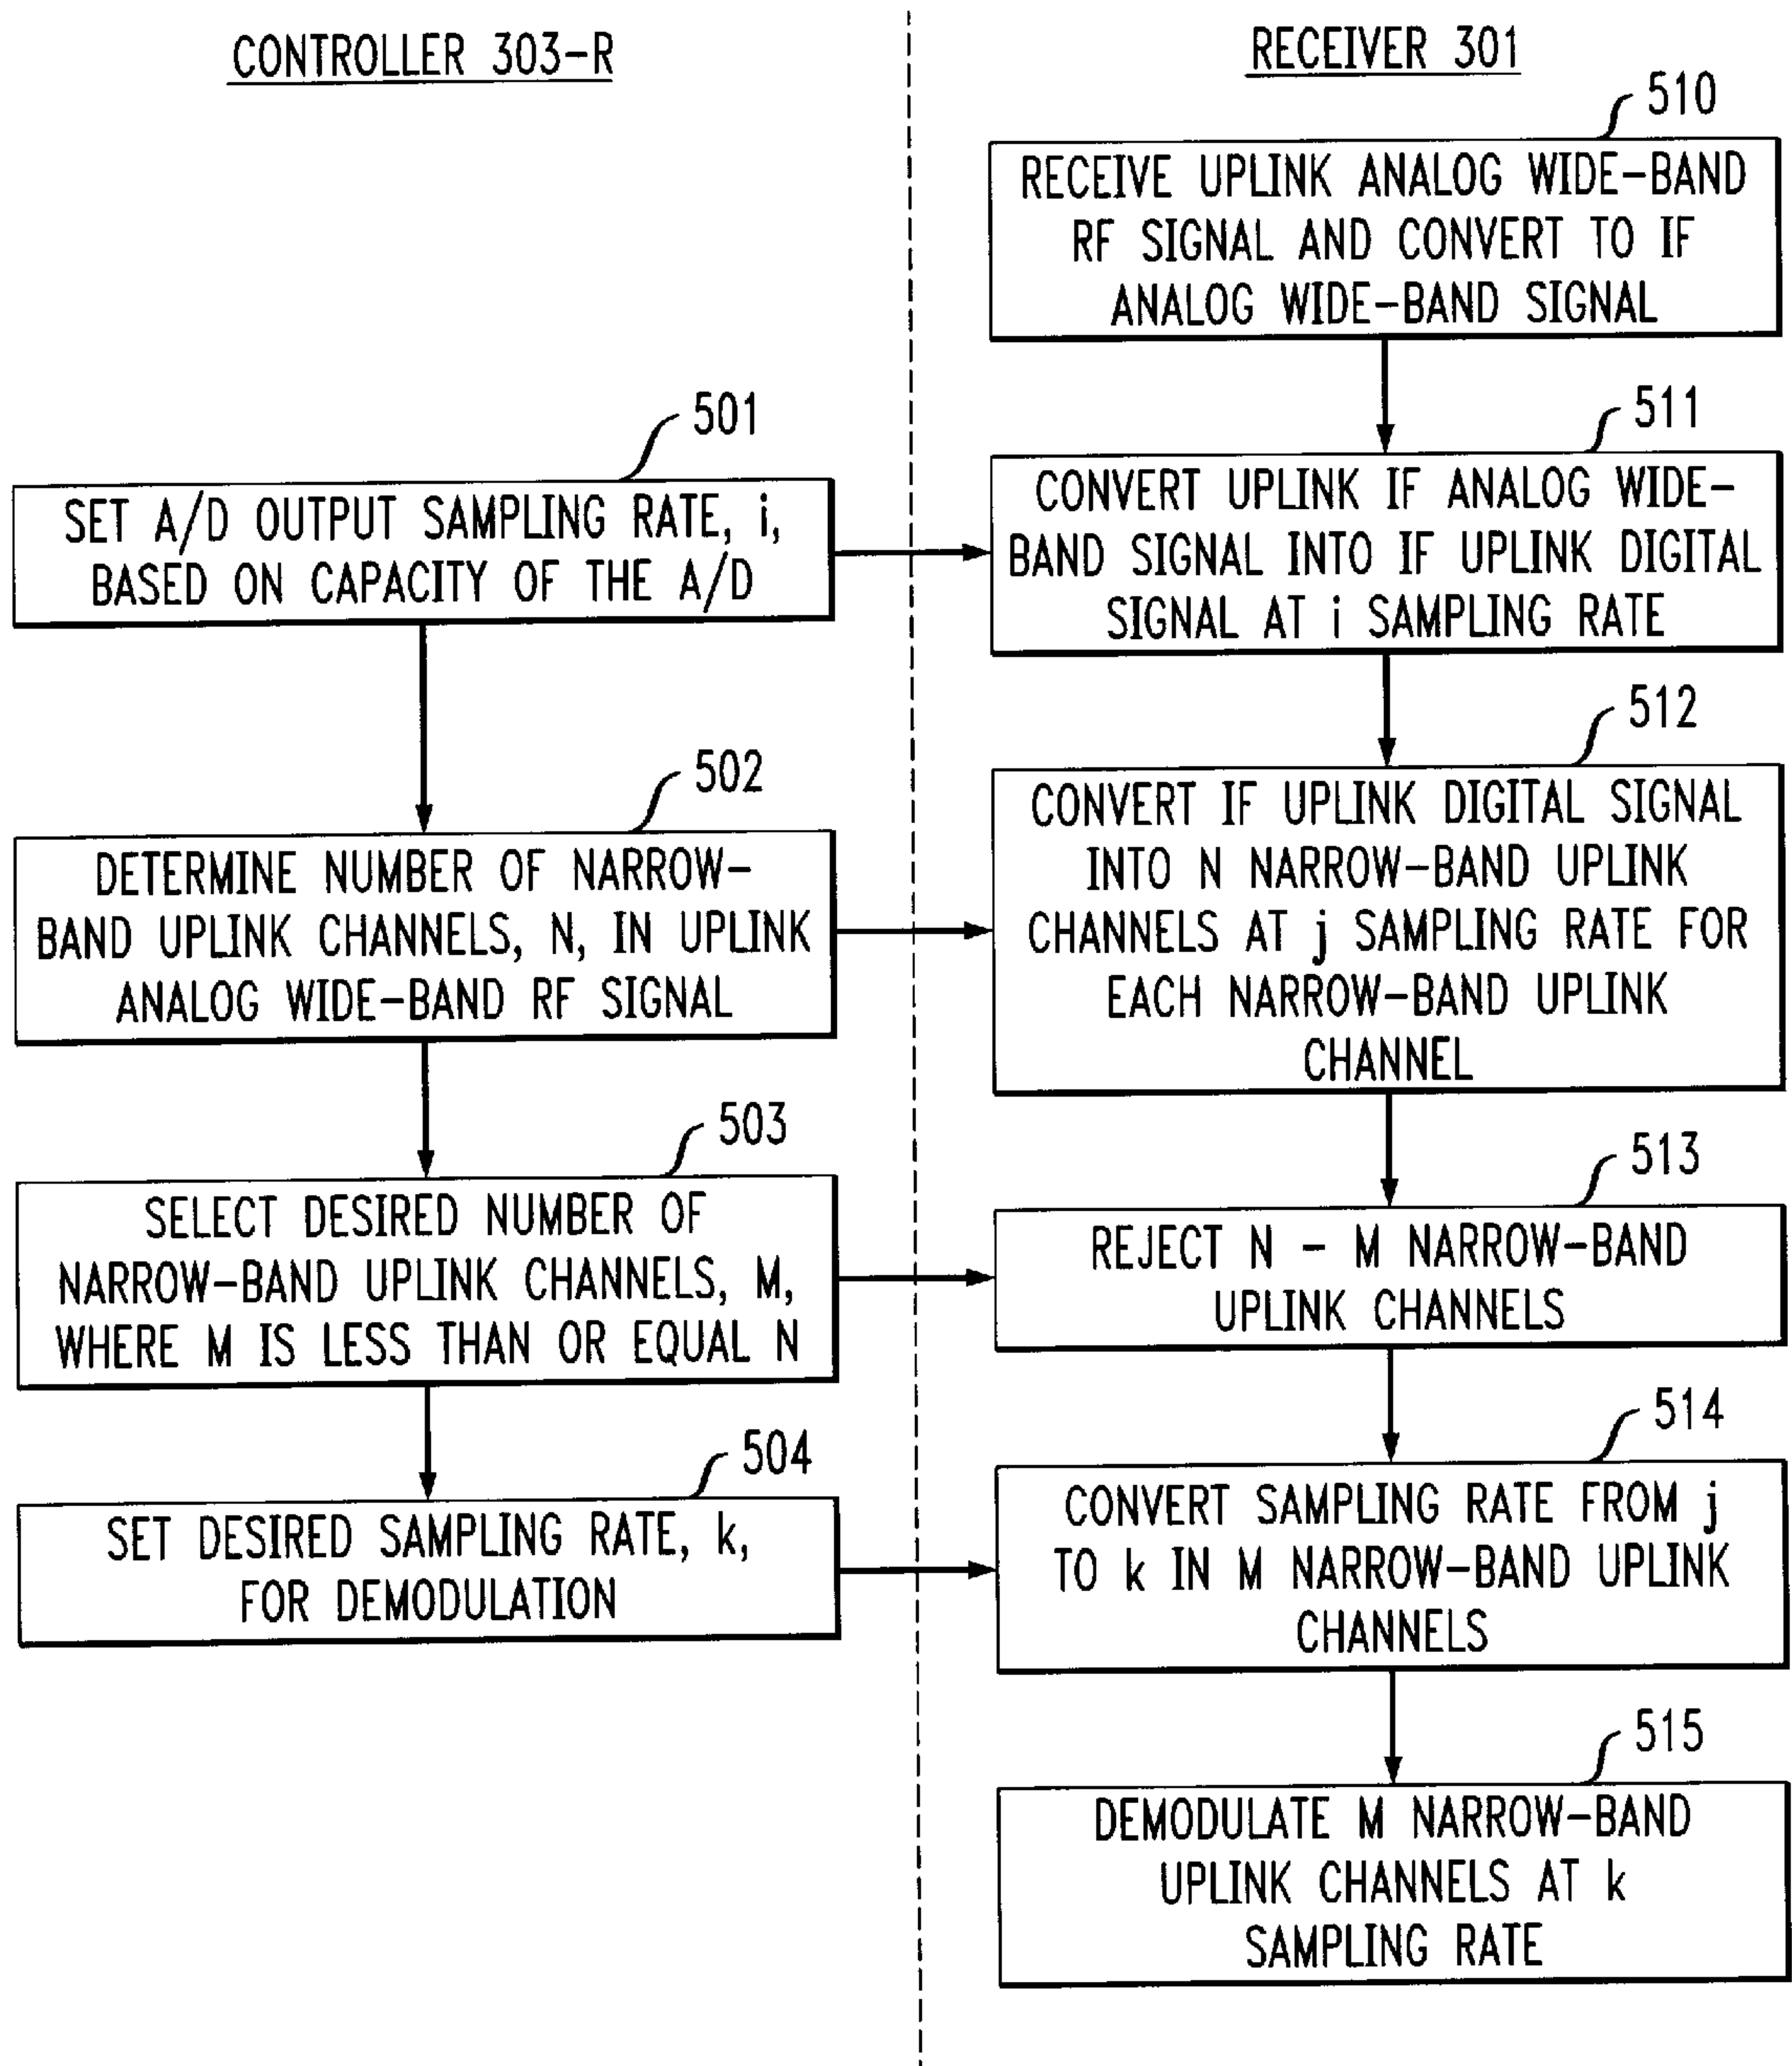 CONTROLLER 303-R
501
SET A/D OUTPUT SAMPLING RATE, i,
BASED ON CAPACITY OF THE A/D
502
DETERMINE NUMBER OF NARROW-
BAND UPLINK CHANNELS, N, IN UPLINK
ANALOG WIDE-BAND RF SIGNAL
503
SELECT DESIRED NUMBER OF
NARROW-BAND UPLINK CHANNELS, M,
WHERE M IS LESS THAN OR EQUAL N
504
SET DESIRED SAMPLING RATE, k,
FOR DEMODULATION
RECEIVER 301
510
RECEIVE UPLINK ANALOG WIDE-BAND
RF SIGNAL AND CONVERT TO IF
ANALOG WIDE-BAND SIGNAL
511
CONVERT UPLINK IF ANALOG WIDE-
BAND SIGNAL INTO IF UPLINK DIGITAL
SIGNAL AT i SAMPLING RATE
512
CONVERT IF UPLINK DIGITAL SIGNAL
INTO N NARROW-BAND UPLINK
CHANNELS AT j SAMPLING RATE FOR
EACH NARROW-BAND UPLINK
CHANNEL
513
REJECT N - M NARROW-BAND
UPLINK CHANNELS
514
CONVERT SAMPLING RATE FROM j
TO k IN M NARROW-BAND UPLINK
CHANNELS
515
DEMODULATE M NARROW-BAND
UPLINK CHANNELS AT k
SAMPLING RATE